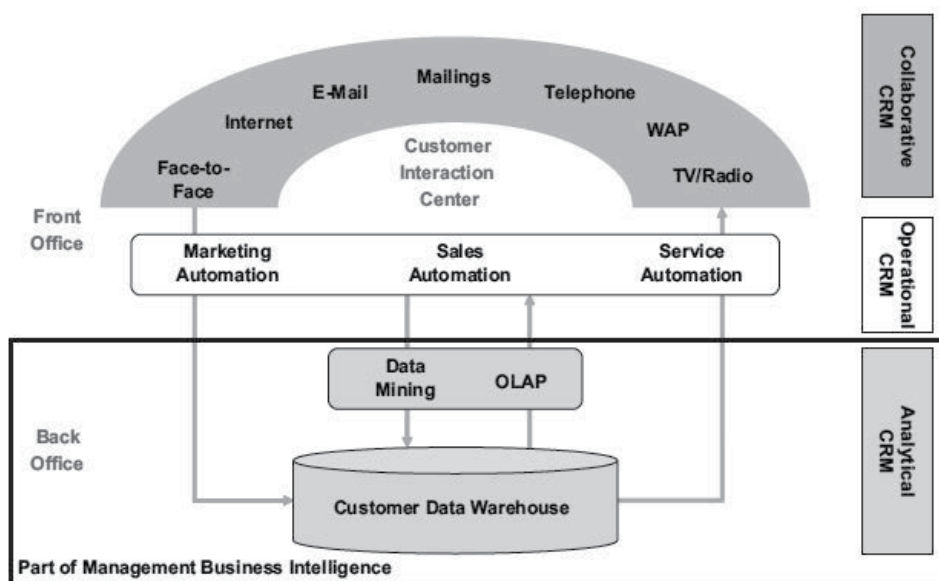 Mailings
E-Mail
Telephone
Internet
WAP
Face-to-
Face
TV/Radio
Customer
Interaction
Center
Collaborative
CRM
Front
Office
Marketing
Automation
Sales
Automation
Service
Automation
Operational
CRM
Data
Mining
OLAP
Back
Office
Customer Data Warehouse
Analytical
CRM
Part of Management Business Intelligence